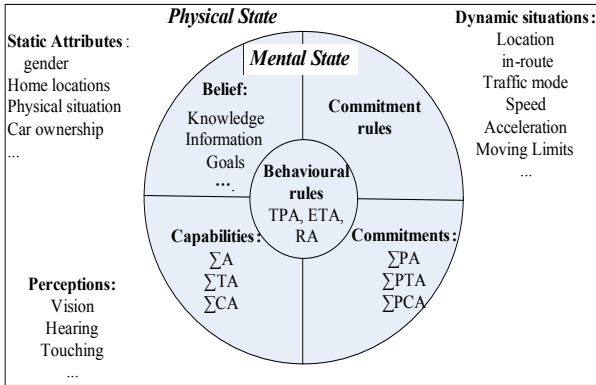 Physical State
Static Attributes :
gender
Home locations
Physical situation
Car ownership
...
Dynamic situations:
Location
in-route
Traffic mode
Speed
Acceleration
Moving Limits
...
Mental State
Belief:
Knowledge
Information
Goals
....
Commitment
rules
Behavioural
rules
TPA, ETA,
RA
Capabilities:
∑A
∑TA
∑CA
Commitments:
∑PA
∑PTA
∑PCA
Perceptions:
Vision
Hearing
Touching
...